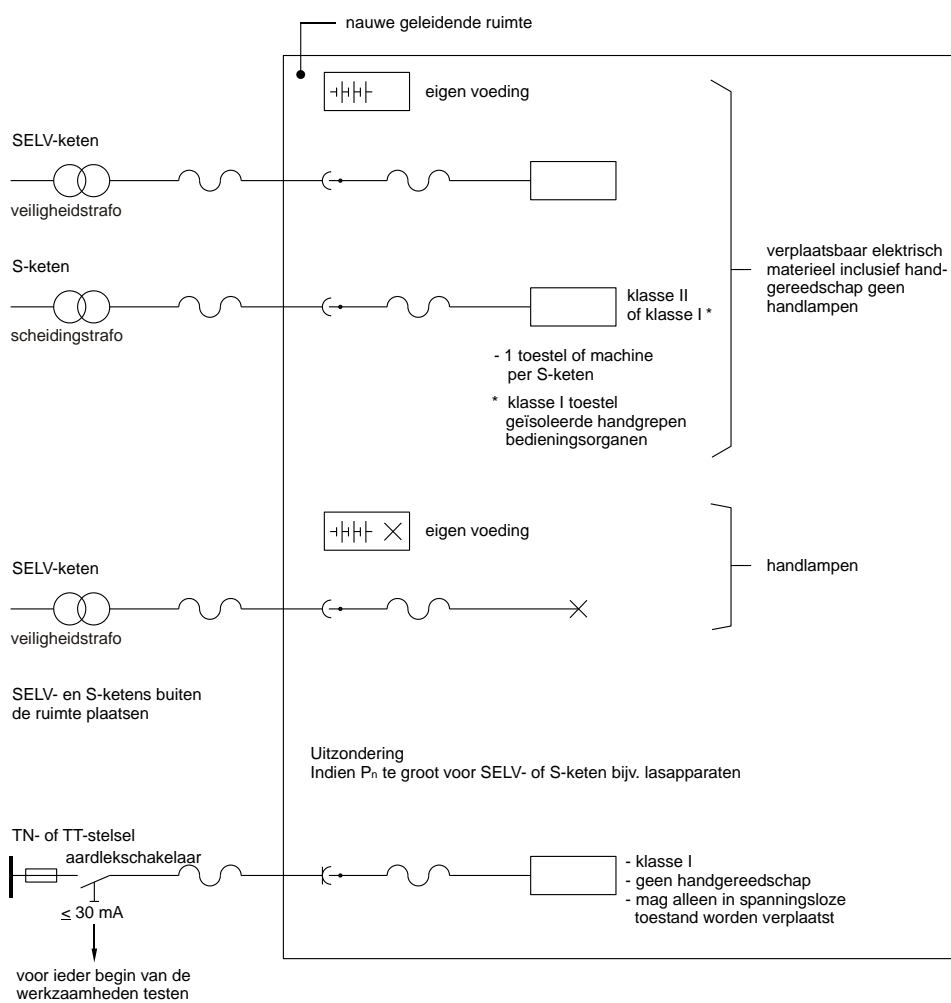 nauwe geleidende ruimte
eigen voeding
SELV-keten
veiligheidstrafo
S-keten
scheidingstrafo
klasse II
of klasse I *
- 1 toestel of machine
per S-keten
* klasse I toestel
geïsoleerde handgrepen
bedieningsorganen
verplaatsbaar elektrisch
materieel inclusief hand-
gereedschap geen
handlampen
eigen voeding
SELV-keten
veiligheidstrafo
handlampen
SELV- en S-ketens buiten
de ruimte plaatsen
Uitzondering
Indien Pn te groot voor SELV- of S-keten bijv. lasapparaten
TN- of TT-stelsel
aardlekschakelaar
≤ 30 mA
voor ieder begin van de
werkzaamheden testen
- klasse I
- geen handgereedschap
- mag alleen in spanningsloze
toestand worden verplaatst